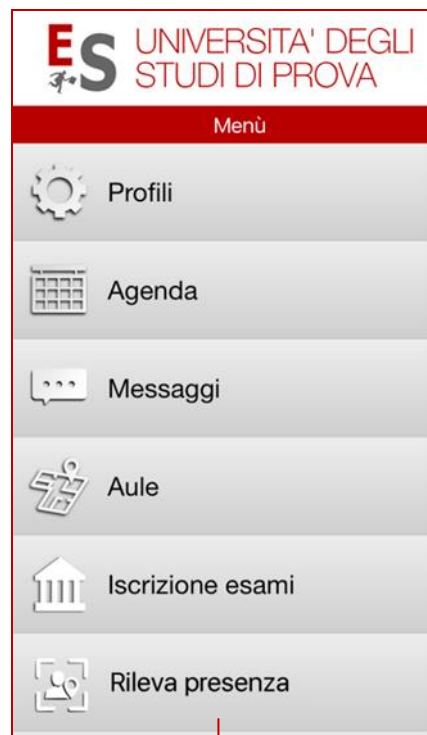 ES UNIVERSITA' DEGLI
STUDI DI PROVA
Menù
Profili
Agenda
Messaggi
Aule
Iscrizione esami
Rileva presenza